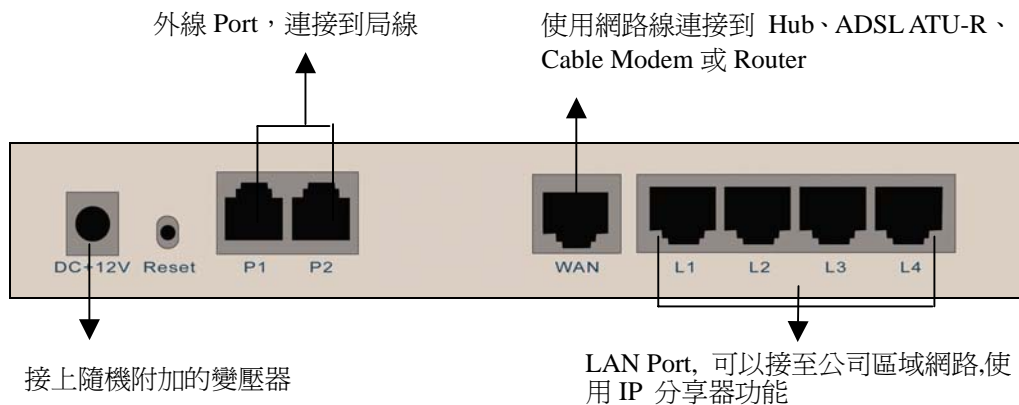 外線 Port，連接到局線
使用網路線連接到 Hub、ADSL ATU-R、
Cable Modem 或 Router
DC+12V Reset P1 P2 WAN L1 L2 L3 L4
接上隨機附加的變壓器
LAN Port, 可以接至公司區域網路,使
用 IP 分享器功能